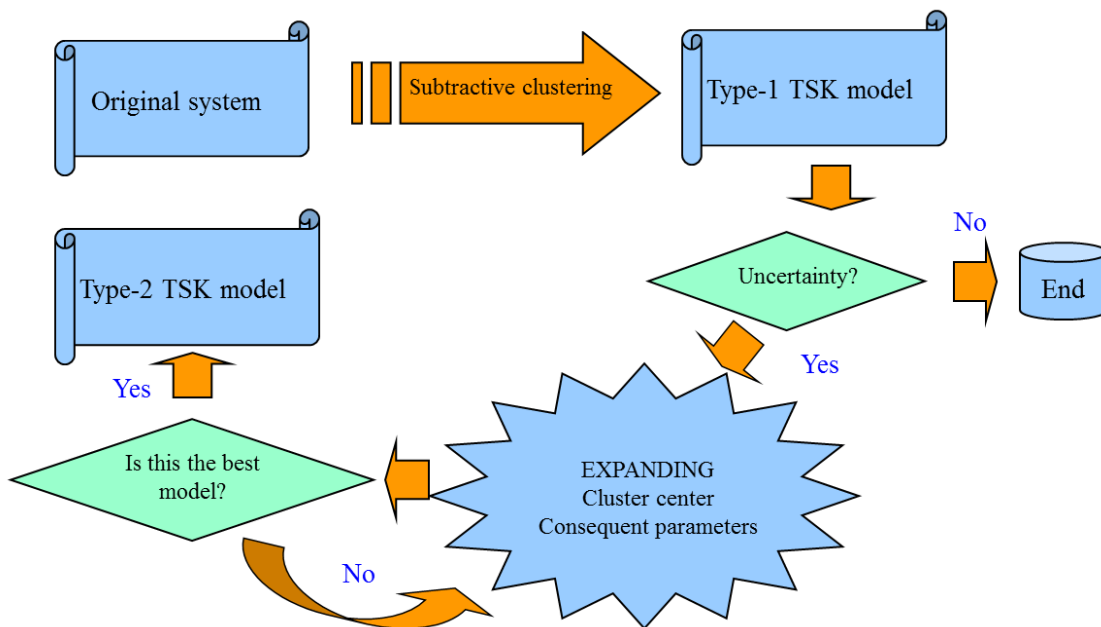 Original system
Subtractive clustering
Type-1 TSK model
No
Uncertainty?
End
Yes
EXPANDING
Cluster center
Consequent parameters
Is this the best
model?
No
Yes
Type-2 TSK model